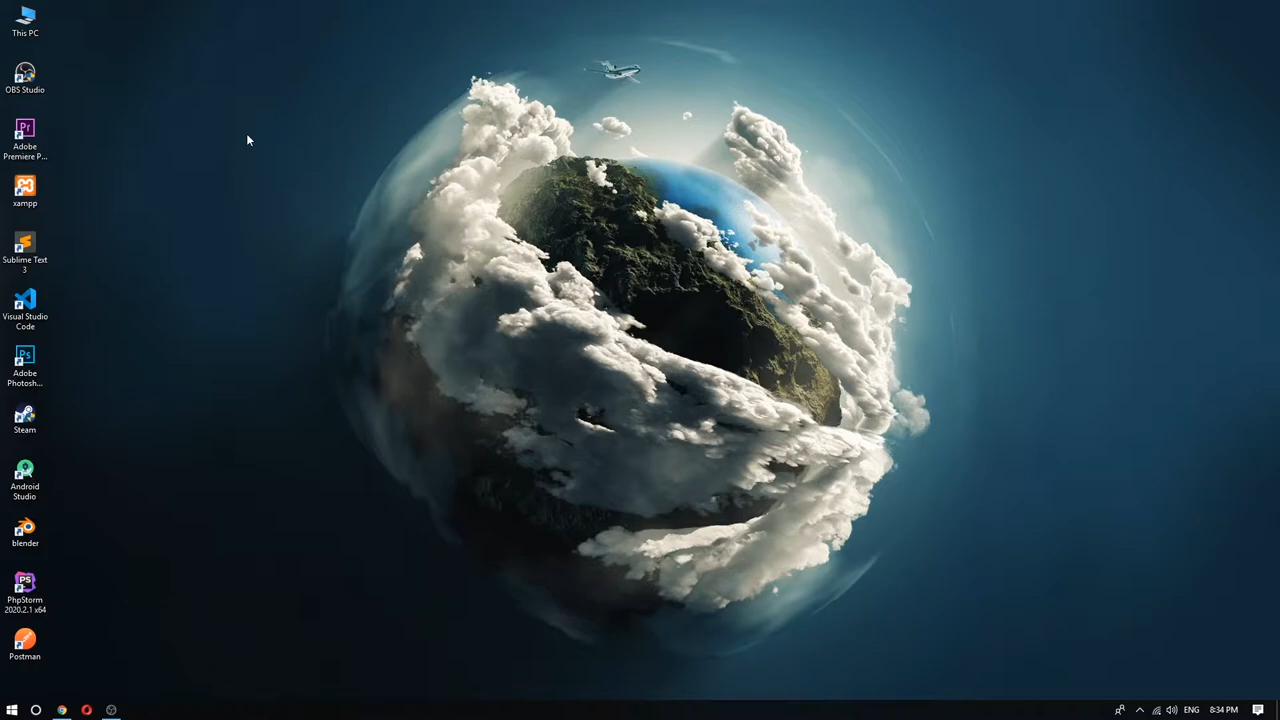 This PC
OBS Studio
Adobe
Premiere P...
xampp
Sublime Text
3
Visual Studio
Code
Adobe
Photosh...
Steam
Android
Studio
blender
PhpStorm
2020.2.1 x64
Postman
ENG
8:34 PM